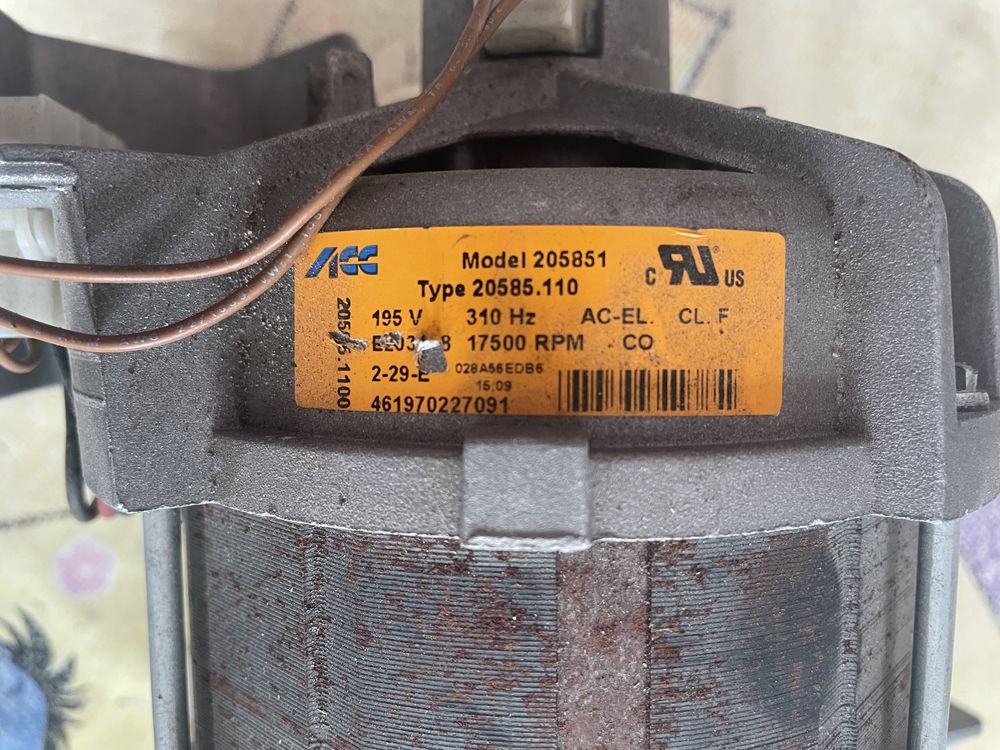 ACC
Model 205851
Type 20585.110
C RU US
195 V 310 Hz AC-EL. CL. F
17500 RPM CO
2-29-E 028A56EDB6
15,09
461970227091